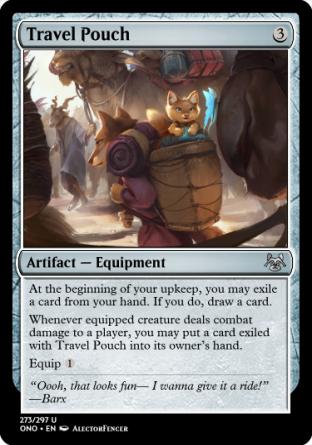 Travel Pouch 3
Artifact — Equipment
At the beginning of your upkeep, you may exile
a card from your hand. If you do, draw a card.
Whenever equipped creature deals combat
damage to a player, you may put a card exiled
with Travel Pouch into its owner's hand.
Equip 1
"Oooh, that looks fun— I wanna give it a ride!"
—Barx
273/297 U
ONO • EN AlectorFencer